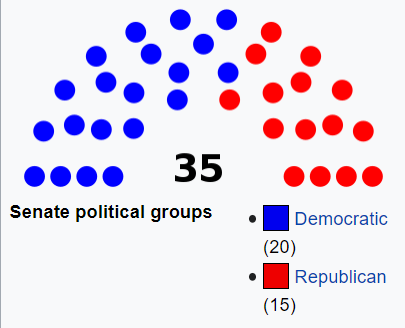 35
Senate political groups
Democratic
(20)
Republican
(15)